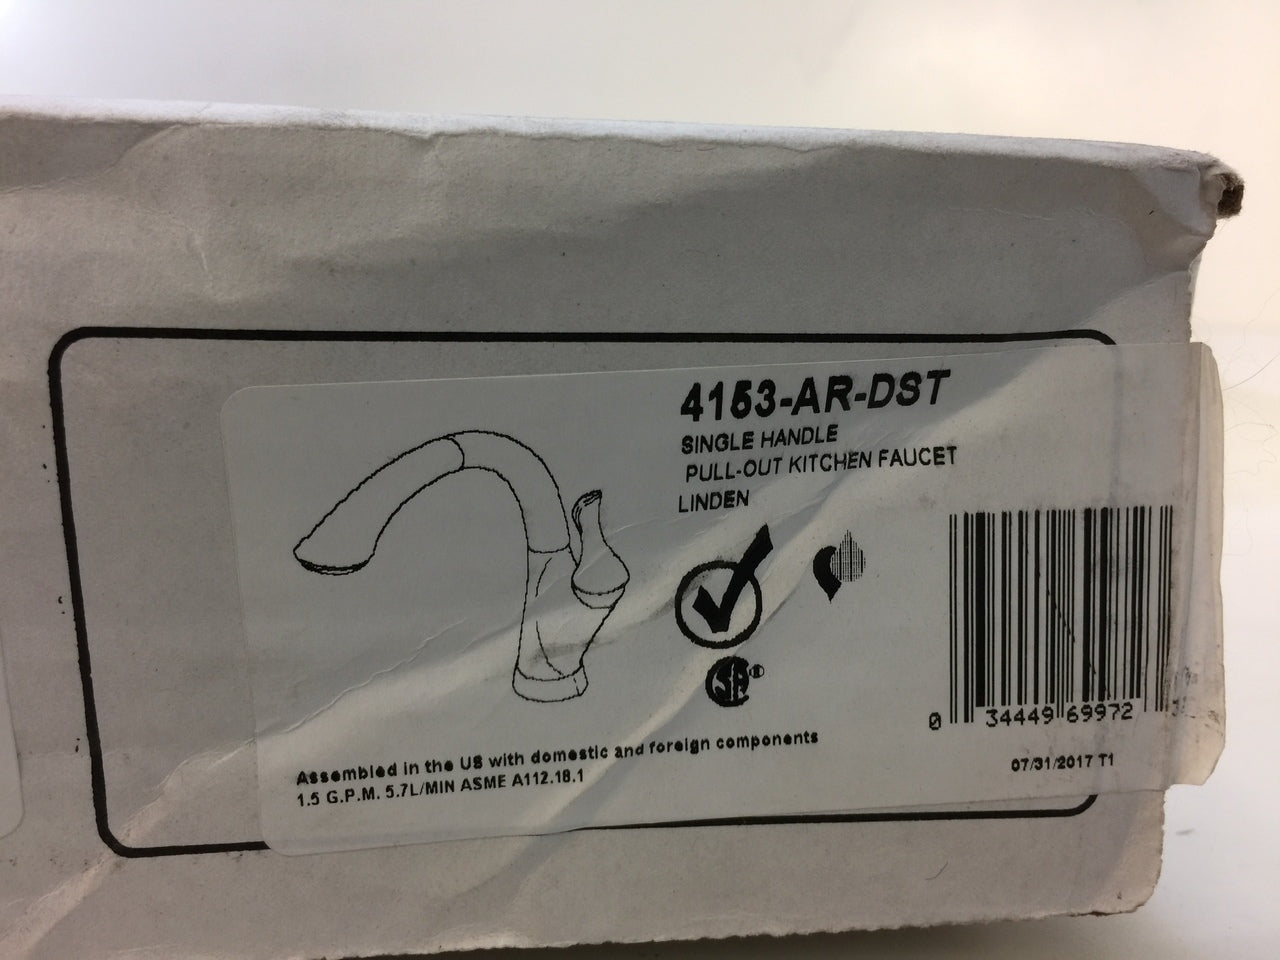 4153-AR-DST
SINGLE HANDLE
PULL-OUT KITCHEN FAUCET
LINDEN
SA®
0 34449 69972
Assembled in the US with domestic and foreign components
1.5 G.P.M. 5.7L/MIN ASME A112.18.1
07/31/2017 T1